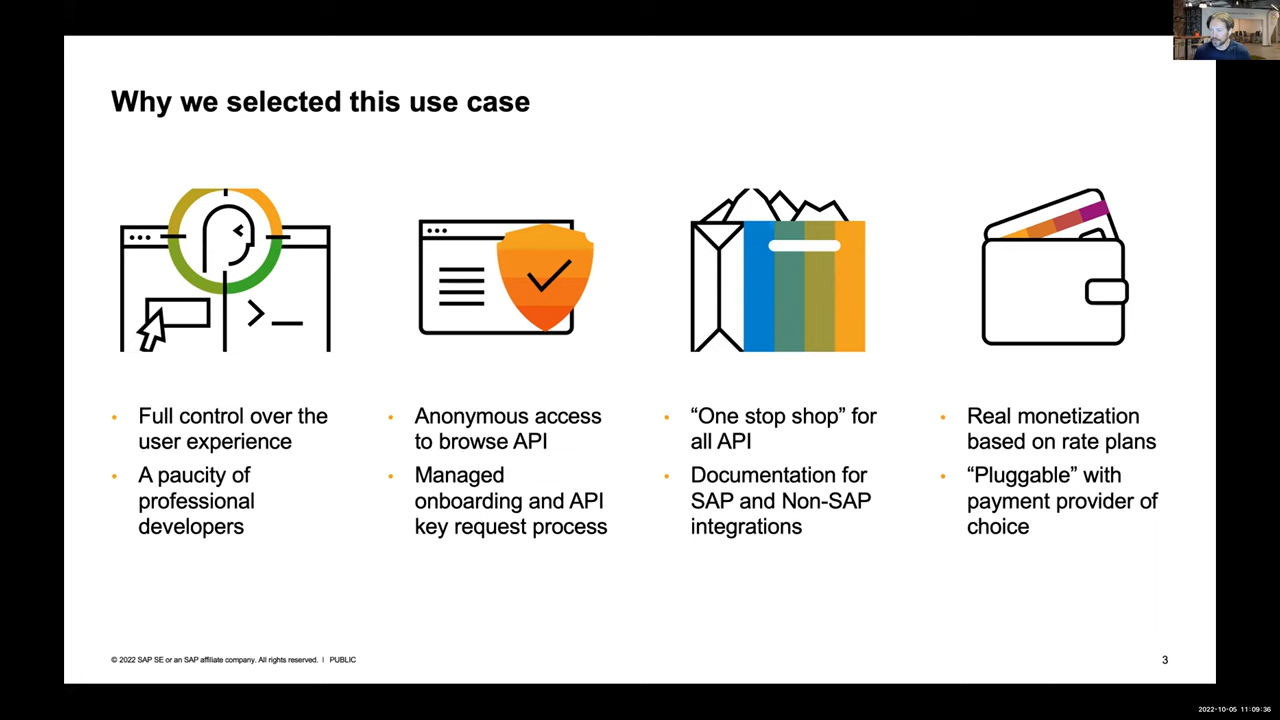 Why we selected this use case
• Full control over the
user experience
• A paucity of
professional
developers
• Anonymous access
to browse API
• Managed
onboarding and API
key request process
• “One stop shop” for
all API
• Documentation for
SAP and Non-SAP
integrations
• Real monetization
based on rate plans
• “Pluggable” with
payment provider of
choice
© 2022 SAP SE or an SAP affiliate company. All rights reserved. ǀ PUBLIC
3
2022-10-05 11:09:36